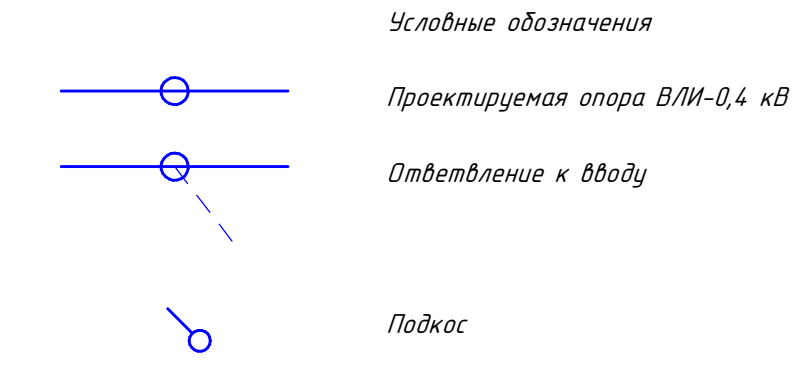 Условные обозначения
Проектируемая опора ВЛИ-0,4 кВ
Ответвление к вводу
Подкос